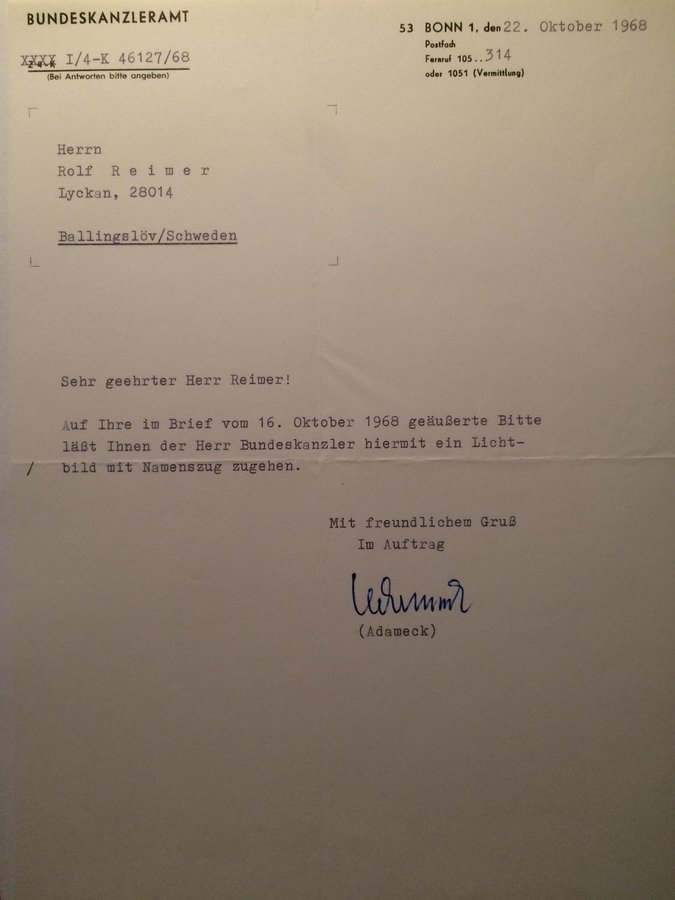 BUNDESKANZLERAMT
XXXX I/4-K 46127/68
(Bei Antworten bitte angeben)
53 BONN 1, den 22. Oktober 1968
Postfach
Fernruf 105..314
oder 1051 (Vermittlung)
Herrn
Rolf R e i m e r
Lyckan, 28014
Ballingslöv/Schweden
Sehr geehrter Herr Reimer!
Auf Ihre im Brief vom 16. Oktober 1968 geäußerte Bitte
läßt Ihnen der Herr Bundeskanzler hiermit ein Licht-
/ bild mit Namenszug zugehen.
Mit freundlichem Gruß
Im Auftrag
(Adameck)